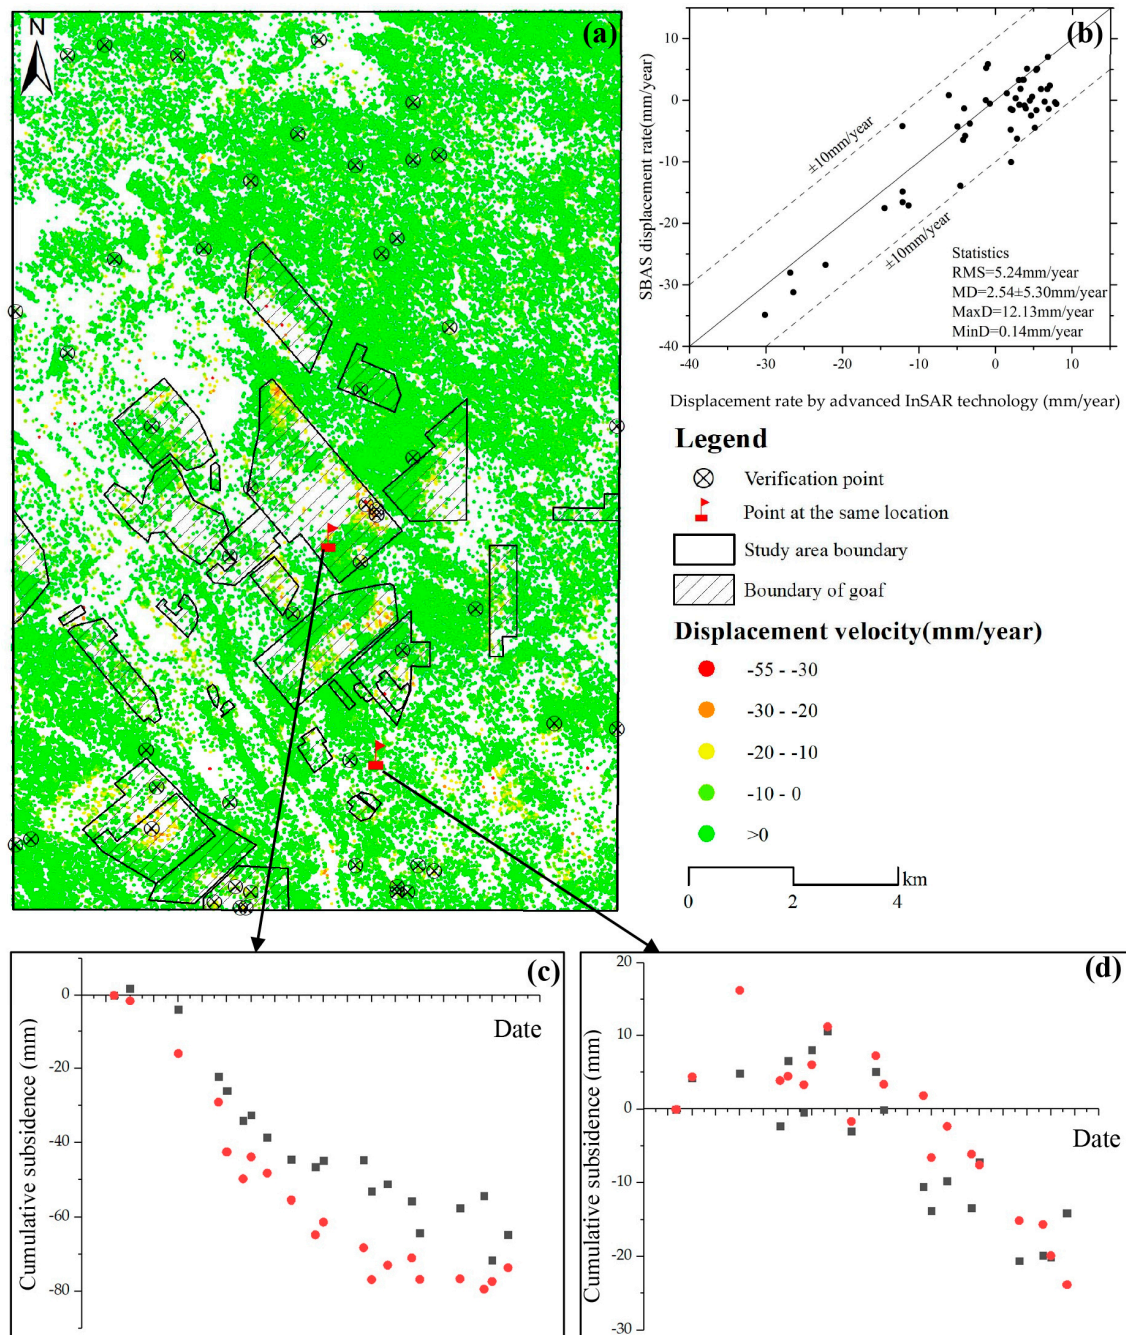 N
(a)
(b)
10
0
-10
-20
-30
-40
SBAS displacement rate(mm/year)
±10mm/year
±10mm/year
Statistics
RMS=5.24mm/year
MD=2.54±5.30mm/year
MaxD=12.13mm/year
MinD=0.14mm/year
-40 -30 -20 -10 0 10
Displacement rate by advanced InSAR technology (mm/year)
Legend
Verification point
Point at the same location
Study area boundary
Boundary of goaf
Displacement velocity(mm/year)
-55 - -30
-30 - -20
-20 - -10
-10 - 0
>0
km
0 2 4
(c)
0
-20
-40
-60
-80
Cumulative subsidence (mm)
Date
(d)
20
10
0
-10
-20
-30
Cumulative subsidence (mm)
Date